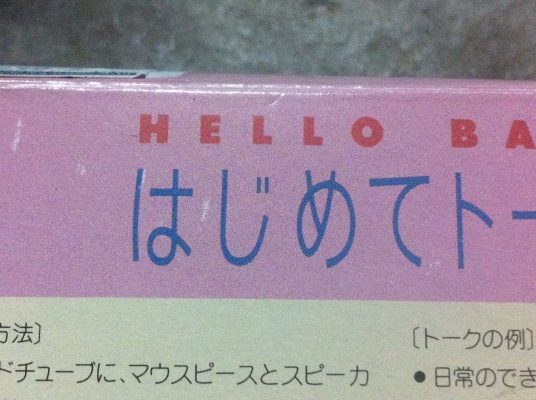 HELLO BA
はじめてトー
方法〕
〔トークの例〕
ドチューブに、マウスピースとスピーカ
●日常のでき